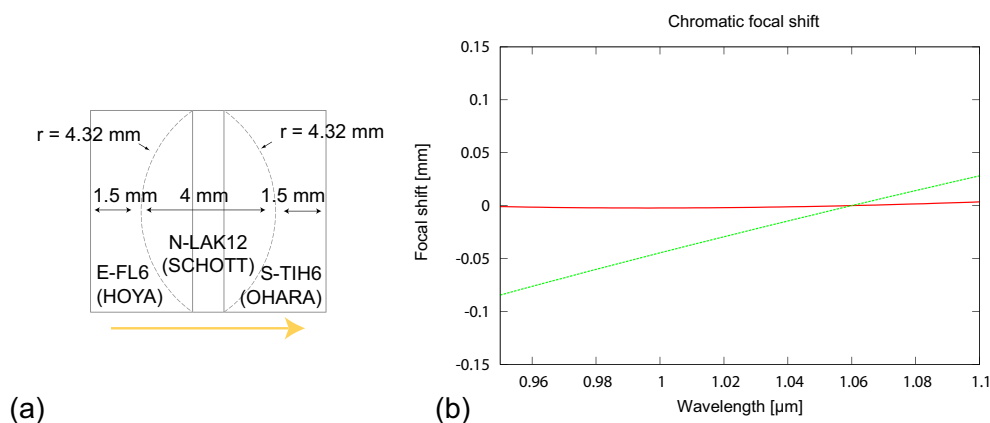 r = 4.32 mm
r = 4.32 mm
1.5 mm
4 mm
1.5 mm
N-LAK12
(SCHOTT)
E-FL6
(HOYA)
S-TIH6
(OHARA)
(a)
Chromatic focal shift
Focal shift [mm]
0.15
0.1
0.05
0
-0.05
-0.1
-0.15
0.96
0.98
1
1.02
1.04
1.06
1.08
1.1
Wavelength [µm]
(b)